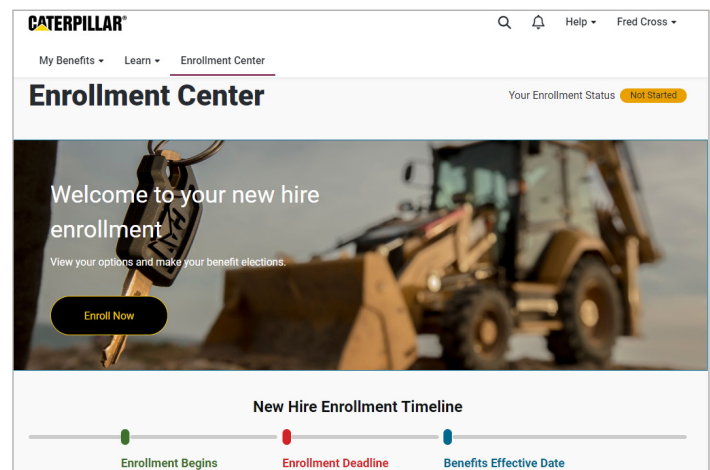 CATERPILLAR®
Help
Fred Cross
My Benefits
Learn
Enrollment Center
Enrollment Center
Your Enrollment Status
Not Started
Welcome to your new hire
enrollment
View your options and make your benefit elections.
Enroll Now
New Hire Enrollment Timeline
Enrollment Begins
Enrollment Deadline
Benefits Effective Date